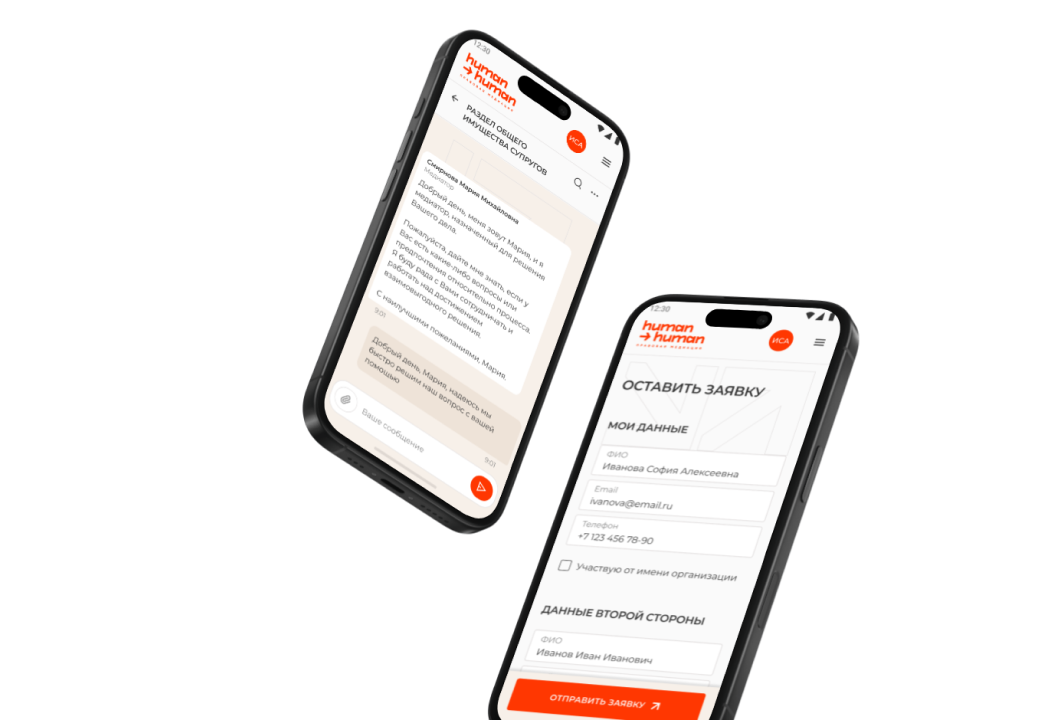 12:30
human
→ human
ПРАВОВАЯ МЕДИАЦИЯ
ИСА
РАЗДЕЛ ОБЩЕГО
ИМУЩЕСТВА СУПРУГОВ
Смирнова Мария Михайловна
Медиатор
Добрый день, меня зовут Мария, и я
медиатор, назначенный для решения
Вашего дела.
Пожалуйста, дайте мне знать, если у
Вас есть какие-либо вопросы или
предпочтения относительно процесса.
Я буду рада с Вами сотрудничать и
работать над достижением
взаимовыгодного решения.
С наилучшими пожеланиями, Мария.
9:01
Добрый день, Мария, надеюсь мы
быстро решим наш вопрос с вашей
помощью
9:01
Ваше сообщение
12:30
human
→ human
ПРАВОВАЯ МЕДИАЦИЯ
ИСА
ОСТАВИТЬ ЗАЯВКУ
МОИ ДАННЫЕ
ФИО
Иванова София Алексеевна
Email
ivanova@email.ru
Телефон
+7 123 456 78-90
Участвую от имени организации
ДАННЫЕ ВТОРОЙ СТОРОНЫ
ФИО
Иванов Иван Иванович
ОТПРАВИТЬ ЗАЯВКУ